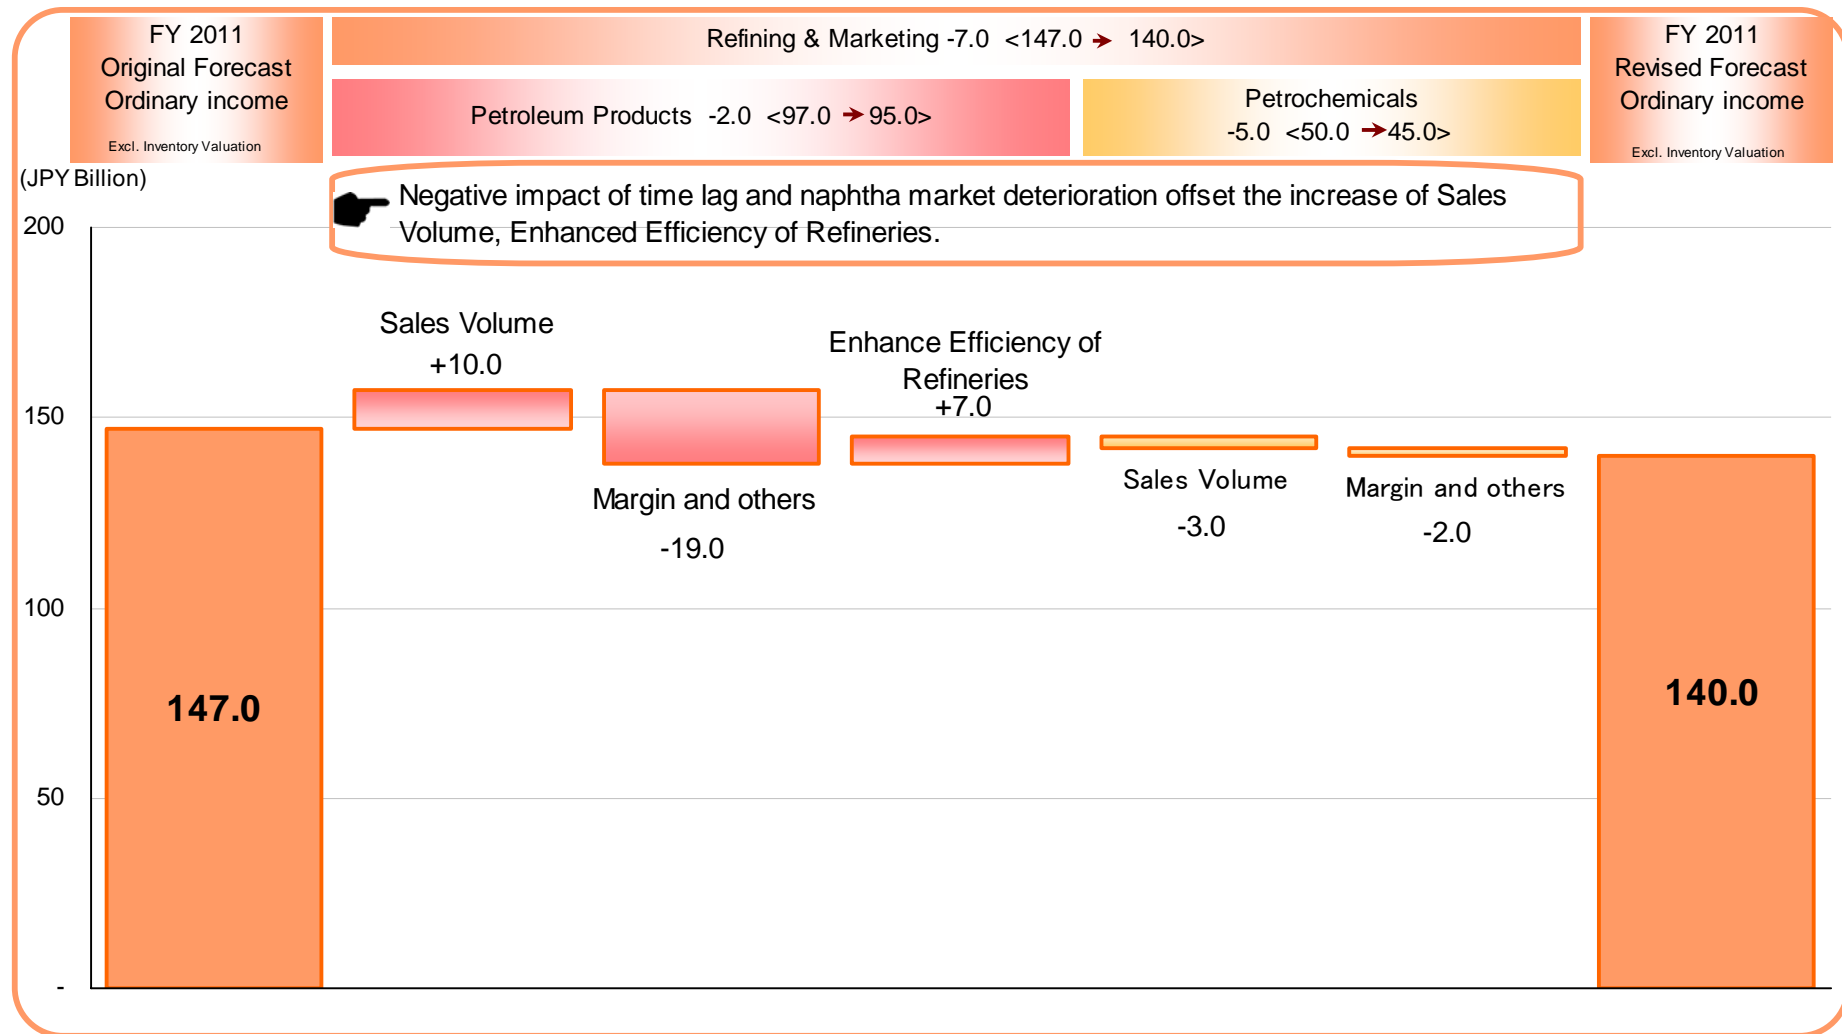 FY 2011
Original Forecast
Ordinary income
Excl. Inventory Valuation
Refining & Marketing -7.0 <147.0 → 140.0>
Petroleum Products -2.0 <97.0 → 95.0>
Petrochemicals
-5.0 <50.0 → 45.0>
FY 2011
Revised Forecast
Ordinary income
Excl. Inventory Valuation
(JPY Billion)
Negative impact of time lag and naphtha market deterioration offset the increase of Sales
Volume, Enhanced Efficiency of Refineries.
200
150
100
50
-
Sales Volume
+10.0
Margin and others
-19.0
Enhance Efficiency of
Refineries
+7.0
Sales Volume
-3.0
Margin and others
-2.0
147.0
140.0